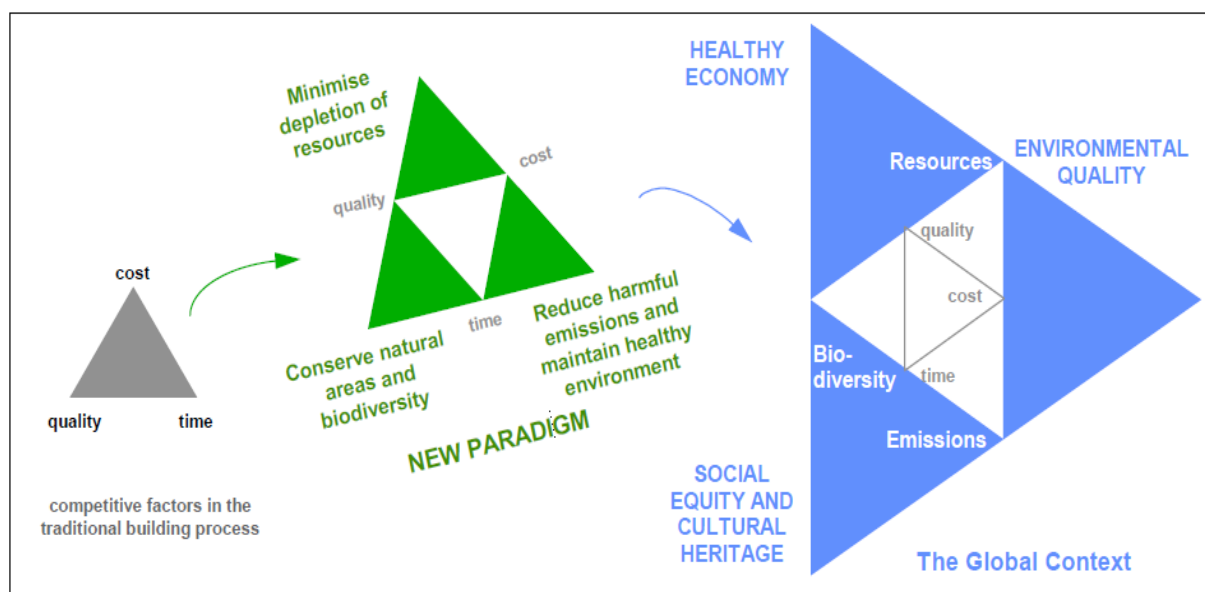 cost
quality
time
competitive factors in the
traditional building process
Minimise
depletion of
resources
cost
quality
time
Conserve natural
areas and
biodiversity
Reduce harmful
emissions and
maintain healthy
environment
NEW PARADIGM
HEALTHY
ECONOMY
Resources
ENVIRONMENTAL
QUALITY
quality
cost
Bio-
diversity
time
Emissions
SOCIAL
EQUITY AND
CULTURAL
HERITAGE
The Global Context